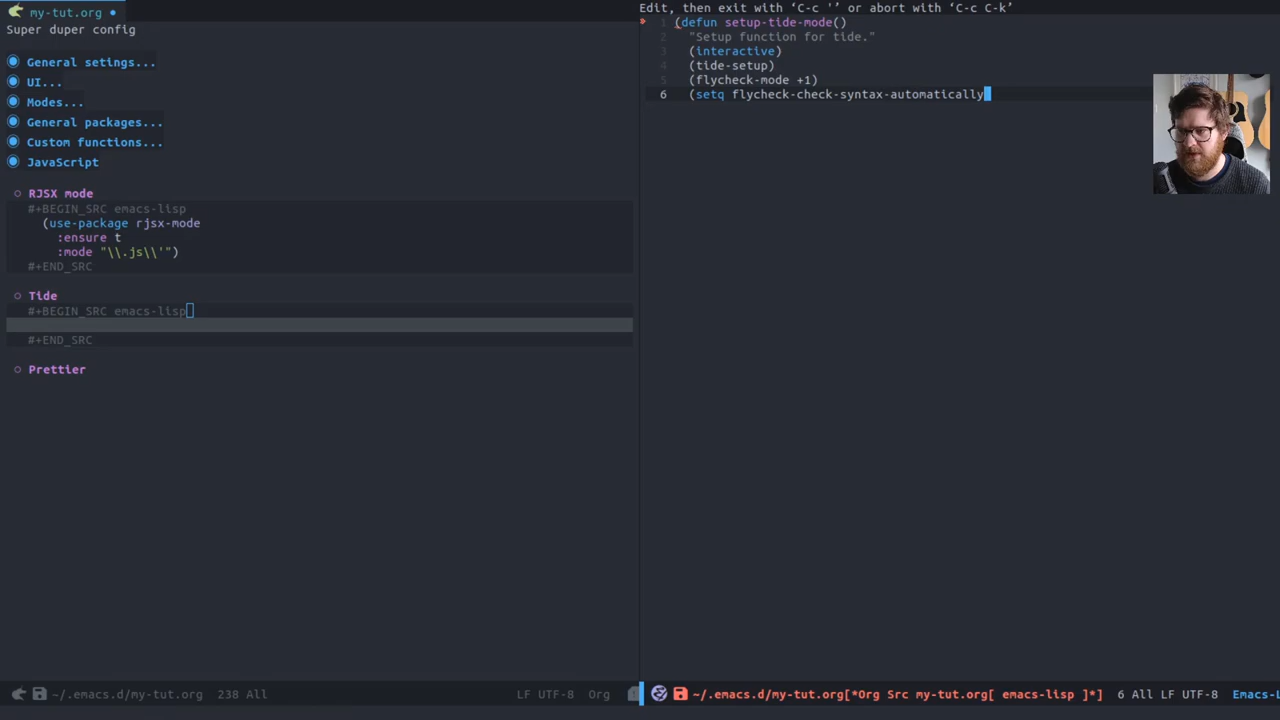 my-tut.org
Super duper config
General setings...
UI...
Modes...
General packages...
Custom functions...
JavaScript
RJSX mode
#+BEGIN_SRC emacs-lisp
(use-package rjsx-mode
:ensure t
:mode "\\.js\\'")
#+END_SRC
Tide
#+BEGIN_SRC emacs-lisp
#+END_SRC
Prettier
~/.emacs.d/my-tut.org 238 All LF UTF-8 Org
Edit, then exit with ‘C-c '’ or abort with ‘C-c C-k’
1 (defun setup-tide-mode()
2 "Setup function for tide."
3 (interactive)
4 (tide-setup)
5 (flycheck-mode +1)
6 (setq flycheck-check-syntax-automatically
~/.emacs.d/my-tut.org[*Org Src my-tut.org[ emacs-lisp ]*] 6 All LF UTF-8 Emacs-L